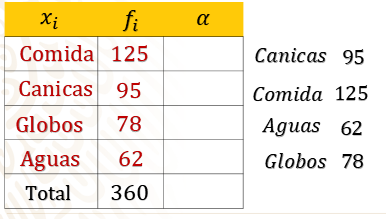 xᵢ fᵢ α
Comida 125
Canicas 95
Globos 78
Aguas 62
Total 360
Canicas 95
Comida 125
Aguas 62
Globos 78